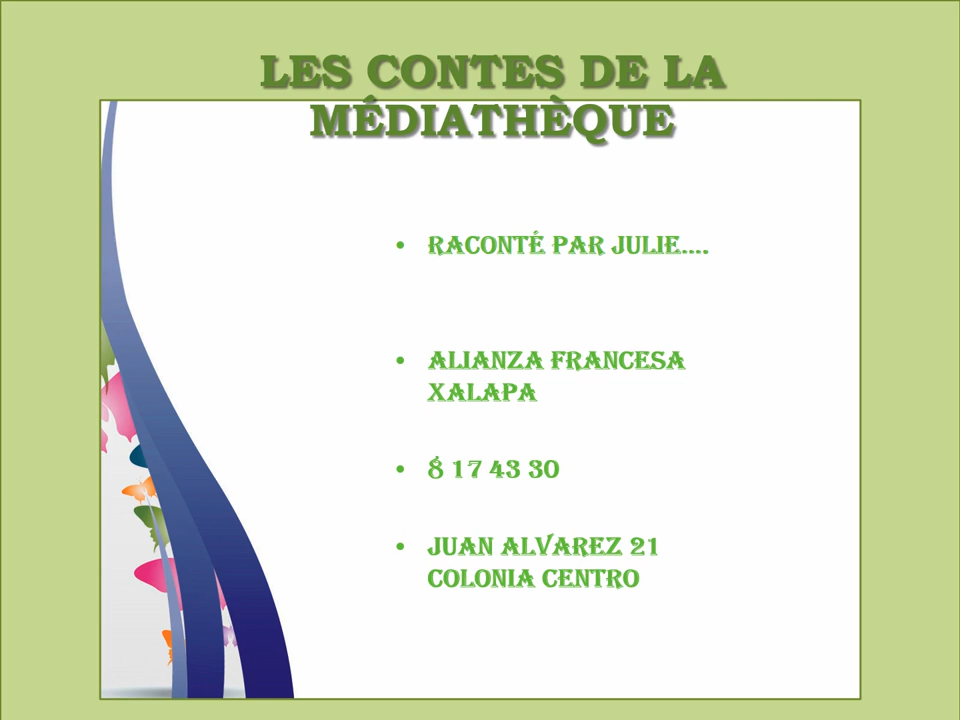 LES CONTES DE LA
MÉDIATHÈQUE
• RACONTÉ PAR JULIE....
• ALIANZA FRANCESA
XALAPA
• 8 17 43 30
• JUAN ALVAREZ 21
COLONIA CENTRO